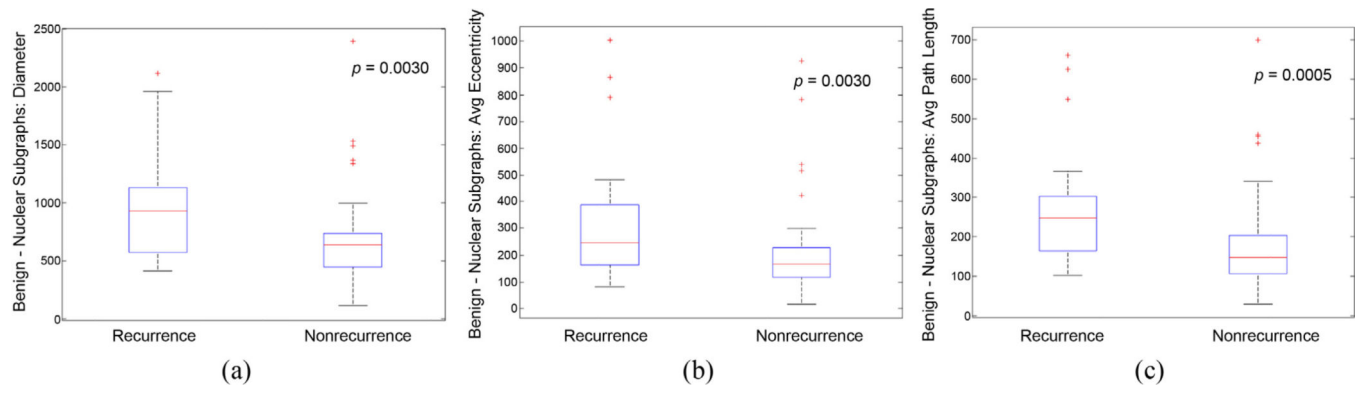 Benign - Nuclear Subgraphs: Diameter
2500
2000
1500
1000
500
0
p = 0.0030
Recurrence
Nonrecurrence
(a)
Benign - Nuclear Subgraphs: Avg Eccentricity
1000
900
800
700
600
500
400
300
200
100
0
p = 0.0030
Recurrence
Nonrecurrence
(b)
Benign - Nuclear Subgraphs: Avg Path Length
700
600
500
400
300
200
100
0
p = 0.0005
Recurrence
Nonrecurrence
(c)